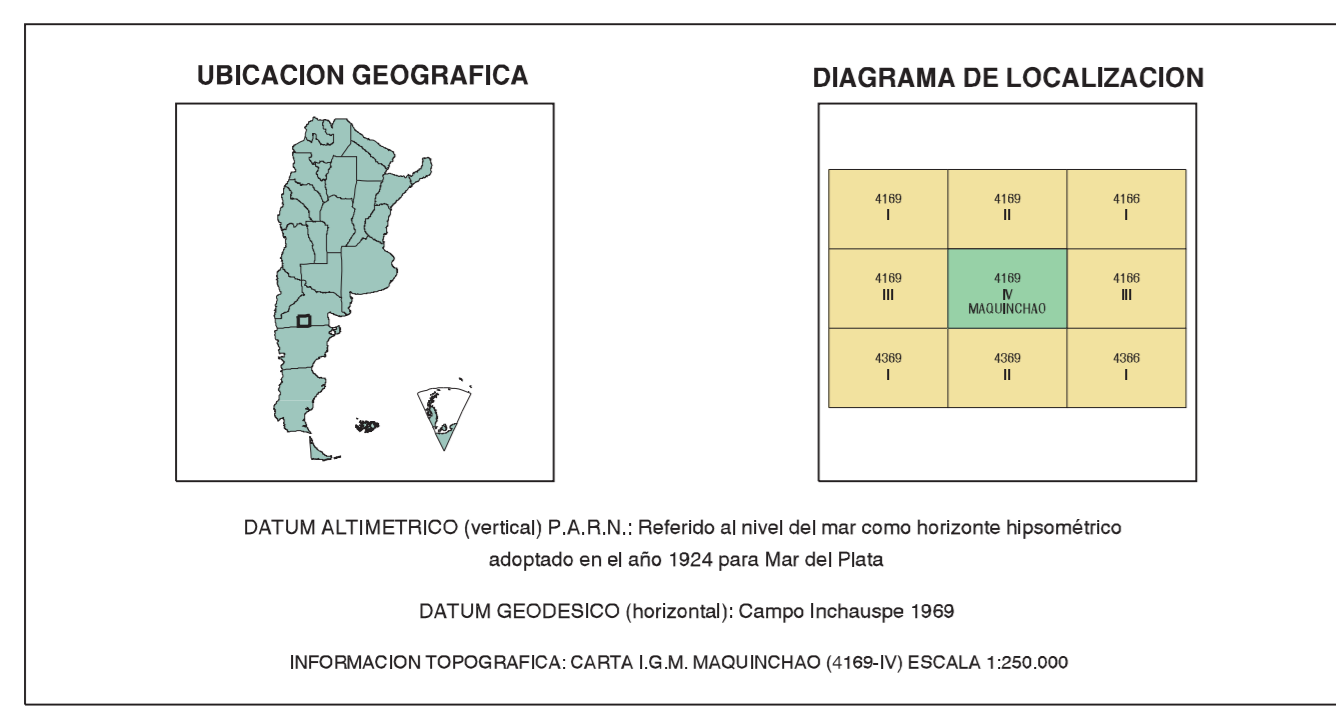 UBICACION GEOGRAFICA
DIAGRAMA DE LOCALIZACION
4169
I
4169
II
4166
I
4169
III
4169
IV
MAQUINCHAO
4166
III
4369
I
4369
II
4366
I
DATUM ALTIMETRICO (vertical) P.A.R.N.: Referido al nivel del mar como horizonte hipsométrico
adoptado en el año 1924 para Mar del Plata
DATUM GEODESICO (horizontal): Campo Inchauspe 1969
INFORMACION TOPOGRAFICA: CARTA I.G.M. MAQUINCHAO (4169-IV) ESCALA 1:250.000